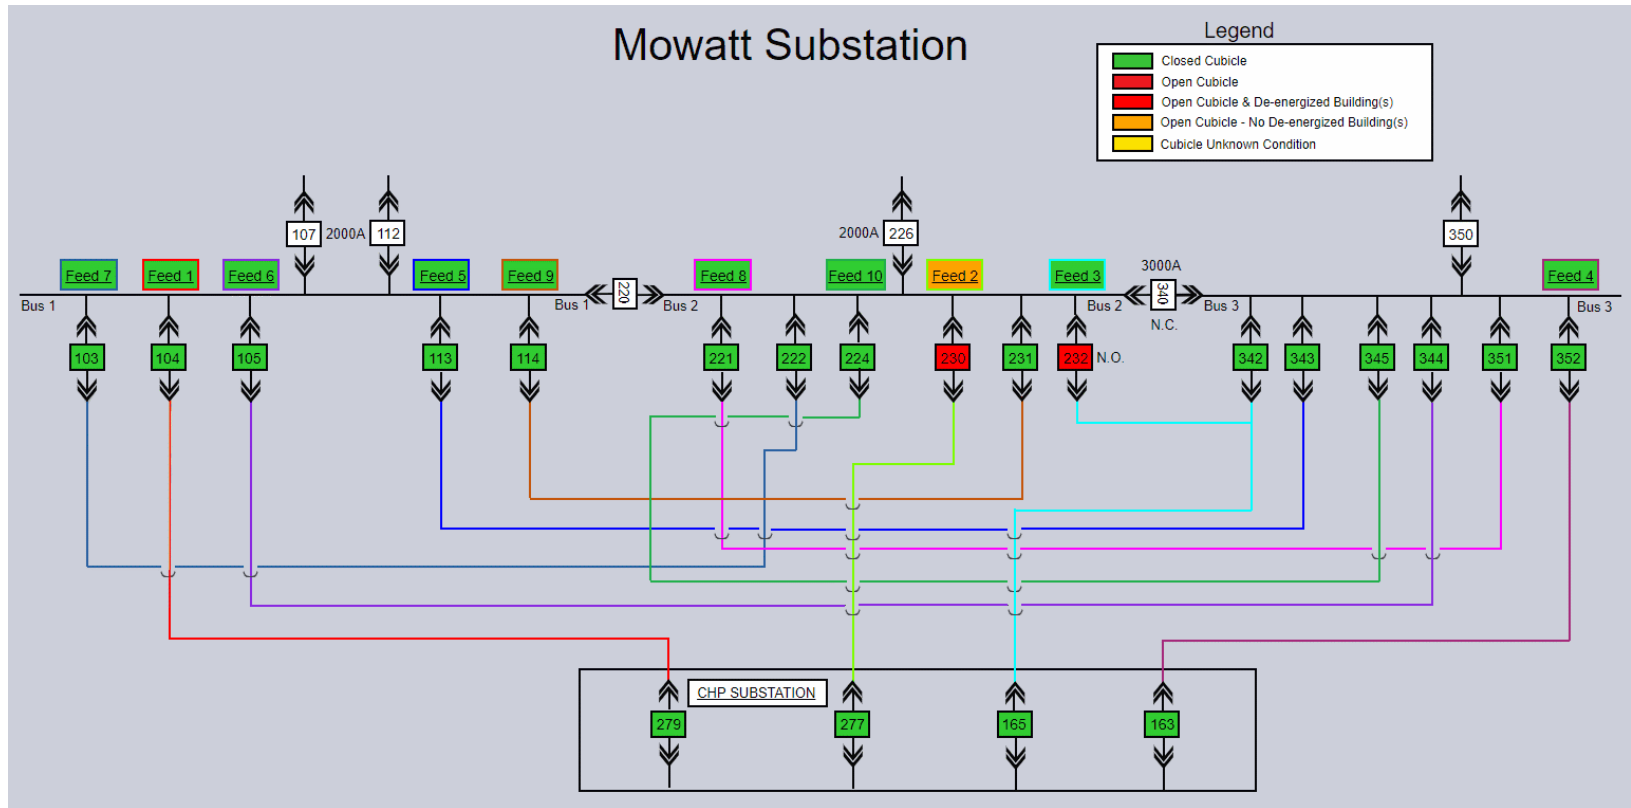 Mowatt Substation
Legend
Closed Cubicle
Open Cubicle
Open Cubicle & De-energized Building(s)
Open Cubicle - No De-energized Building(s)
Cubicle Unknown Condition
107 2000A 112
2000A 226
350
Feed 7 Feed 1 Feed 6 Feed 5 Feed 9 Feed 8 Feed 10 Feed 2 Feed 3 3000A Feed 4
Bus 1 Bus 1 220 Bus 2 Bus 2 340 Bus 3 Bus 3
N.C.
103 104 105 113 114 221 222 224 230 231 232 N.O. 342 343 345 344 351 352
CHP SUBSTATION
279 277 165 163